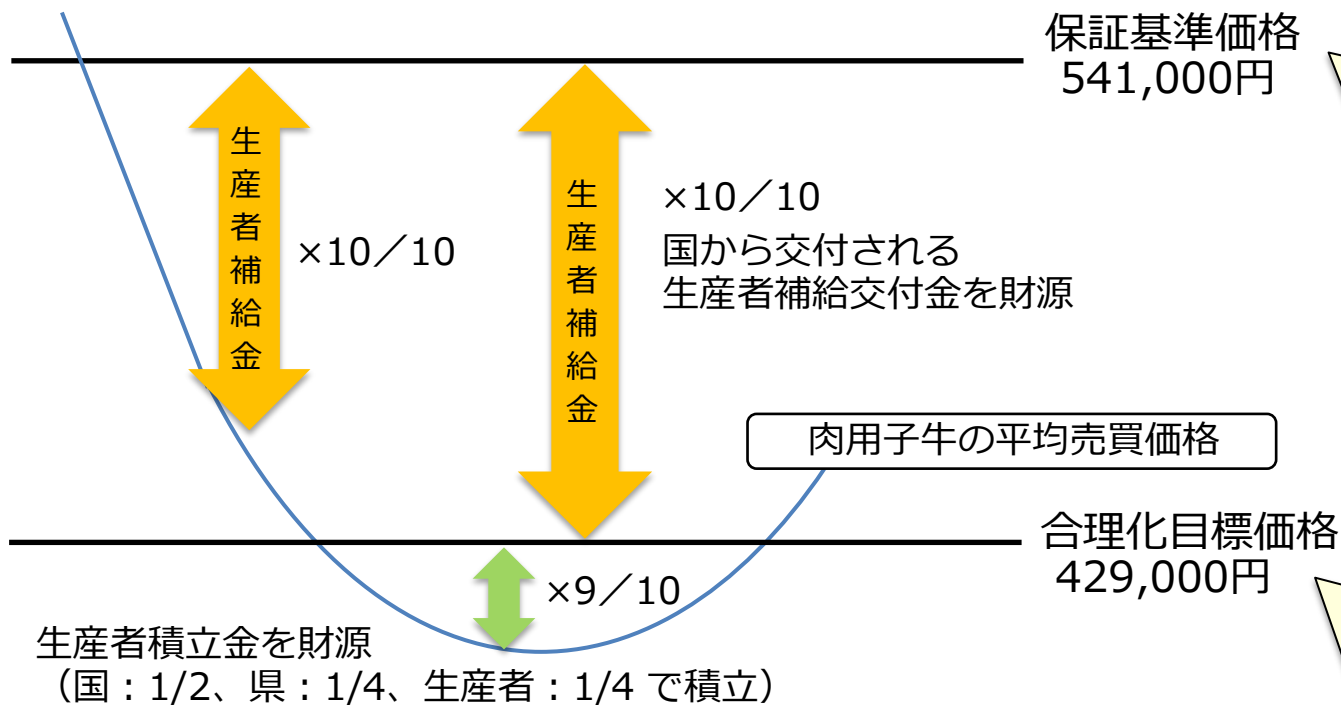 保証基準価格
541,000円
生産者補給金
×10／10
生産者補給金
×10／10
国から交付される
生産者補給交付金を財源
肉用子牛の平均売買価格
合理化目標価格
429,000円
×9／10
生産者積立金を財源
（国：1/2、県：1/4、生産者：1/4 で積立）